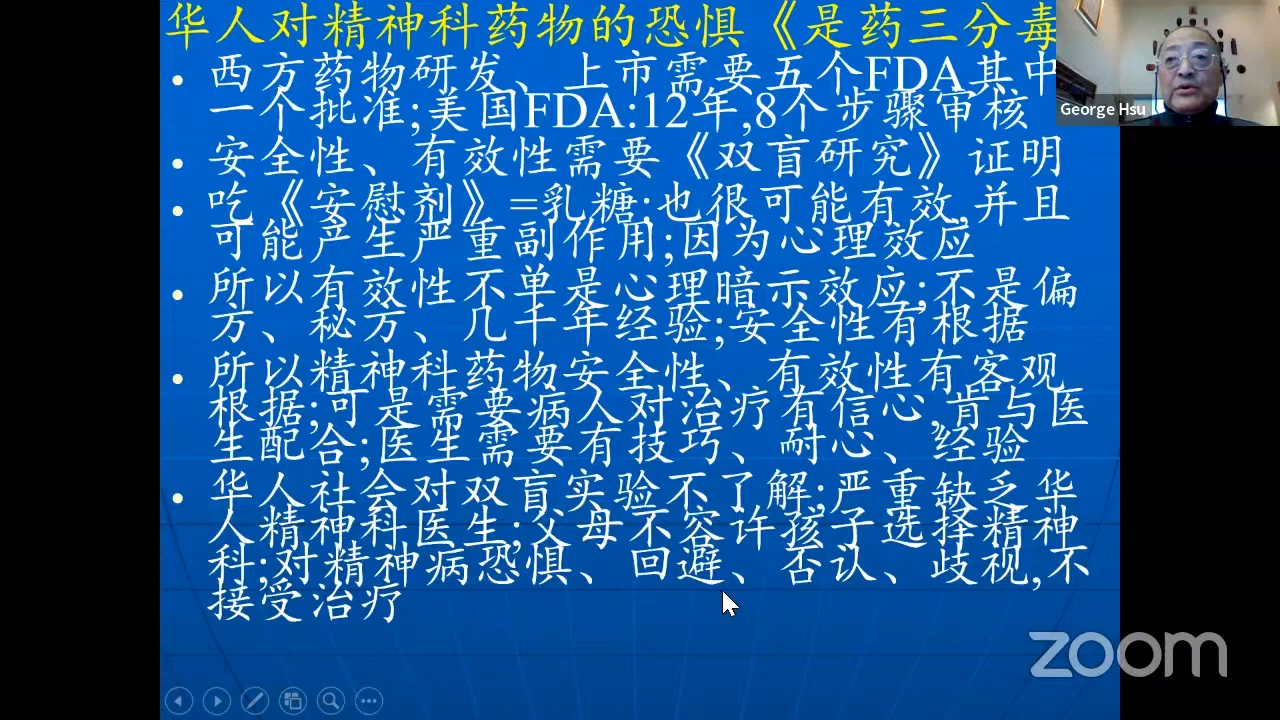 华人对精神科药物的恐惧《是药三分毒
• 西方药物研发、上市需要五个FDA其中
一个批准;美国FDA:12年,8个步骤审核
• 安全性、有效性需要《双盲研究》证明
• 吃《安慰剂》=乳糖;也很可能有效,并且
可能产生严重副作用;因为心理效应
• 所以有效性不单是心理暗示效应;不是偏
方、秘方、几千年经验;安全性有根据
• 所以精神科药物安全性、有效性有客观
根据;可是需要病人对治疗有信心,肯与医
生配合;医生需要有技巧、耐心、经验
• 华人社会对双盲实验不了解;严重缺乏华
人精神科医生;父母不容许孩子选择精神
科;对精神病恐惧、回避、否认、歧视,不
接受治疗
George Hsu
zoom